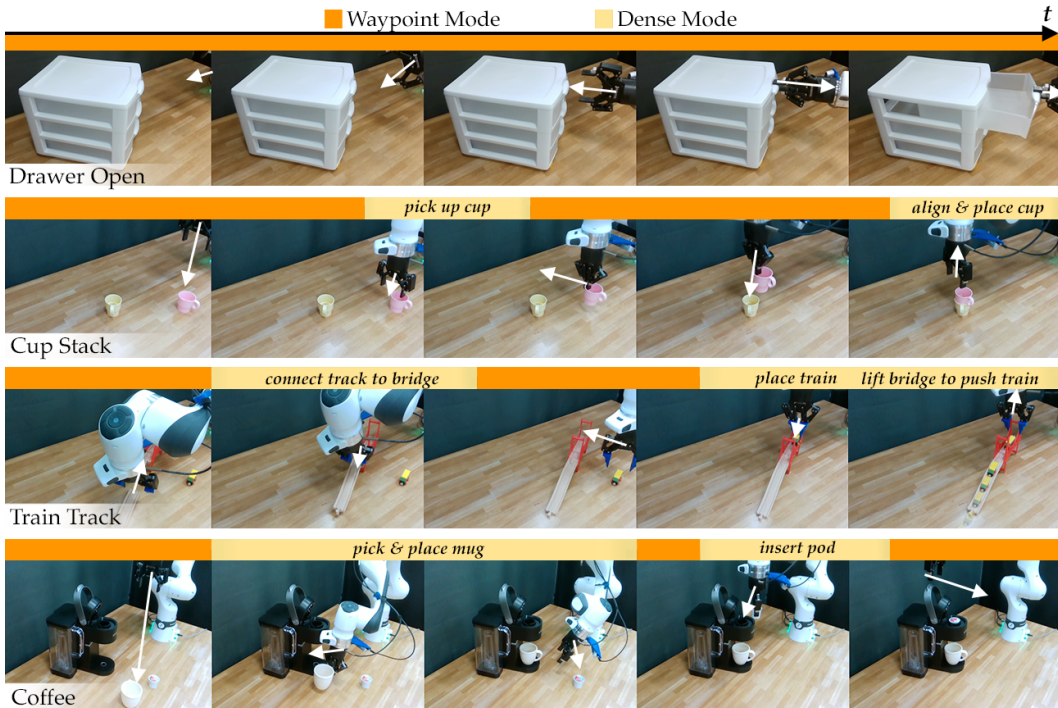 Waypoint Mode
Dense Mode
t
Drawer Open
pick up cup
align & place cup
Cup Stack
connect track to bridge
place train
lift bridge to push train
Train Track
pick & place mug
insert pod
Coffee